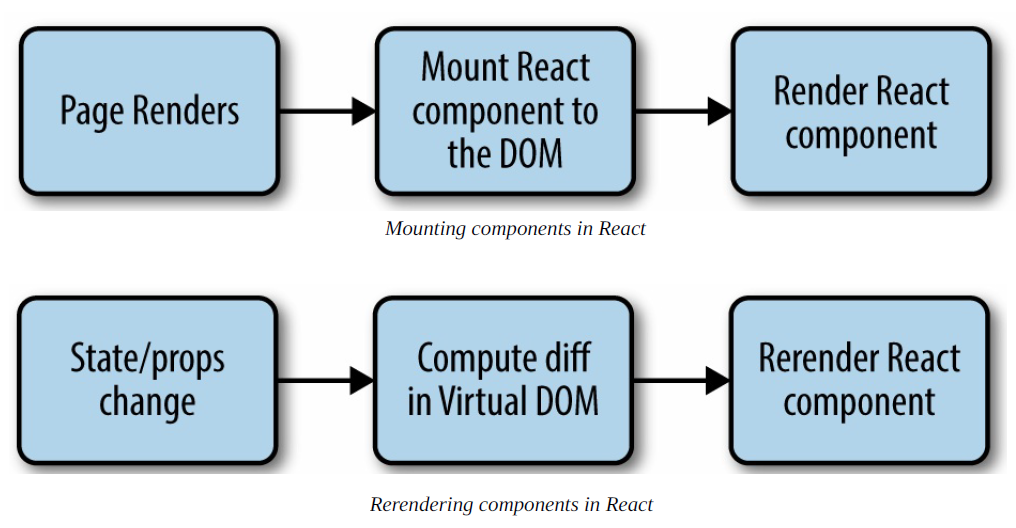 Page Renders
Mount React
component to
the DOM
Render React
component
Mounting components in React
State/props
change
Compute diff
in Virtual DOM
Rerender React
component
Rerendering components in React